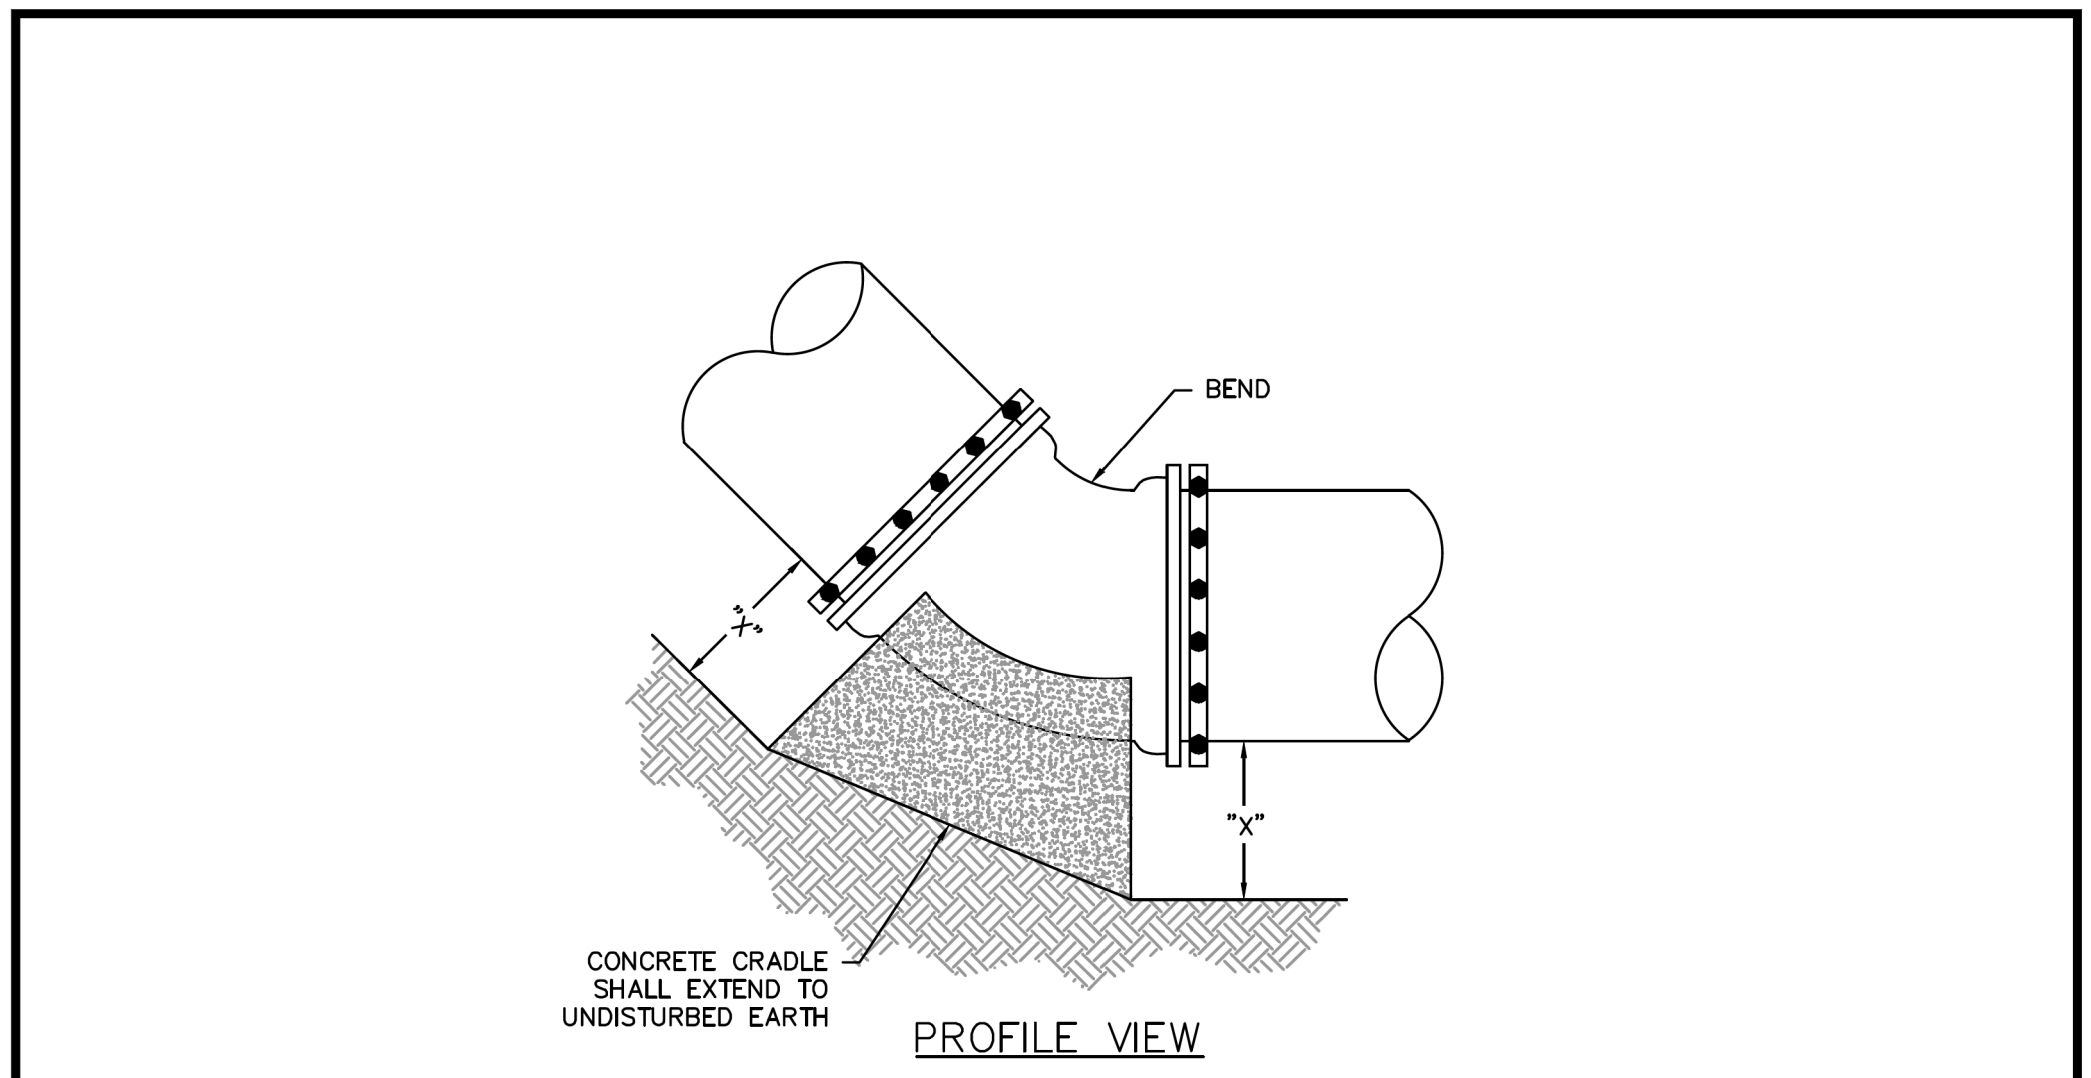 BEND
"X"
"X"
CONCRETE CRADLE
SHALL EXTEND TO
UNDISTURBED EARTH
PROFILE VIEW